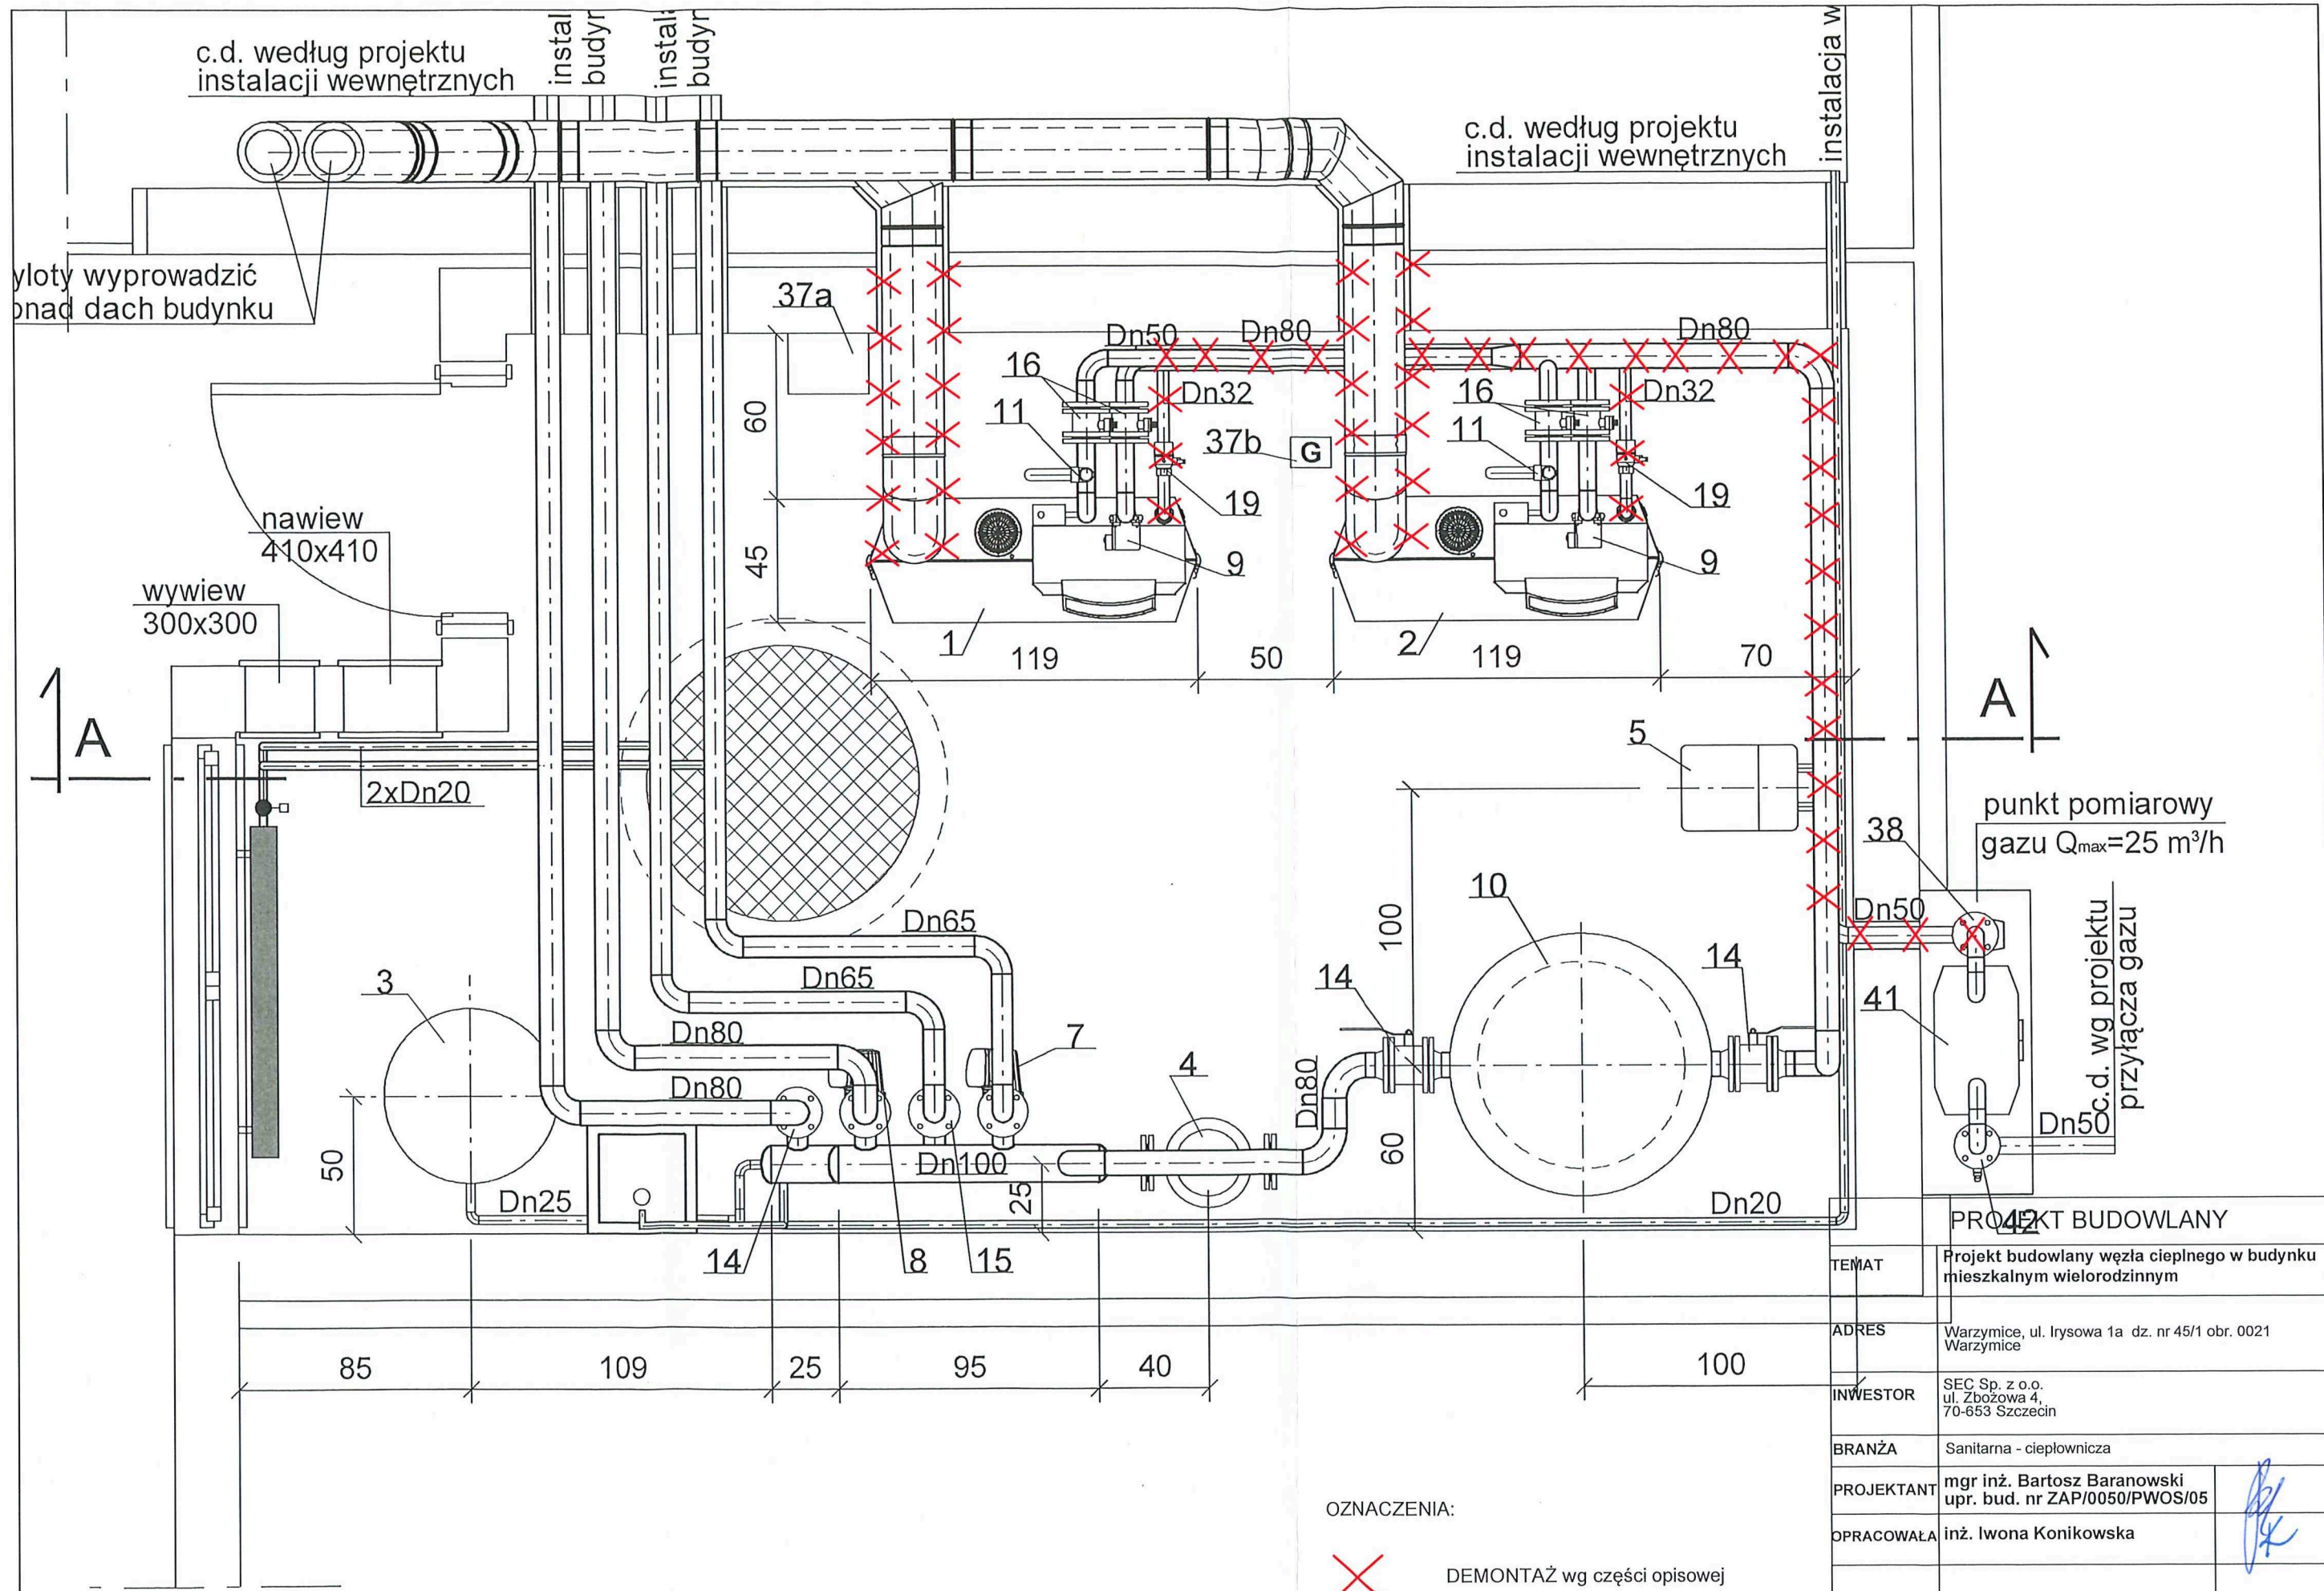 c.d. według projektu
instalacji wewnętrznych
instal
budyr
budyr
instalacja w
c.d. według projektu
instalacji wewnętrznych
yloty wyprowadzić
onad dach budynku
37a
Dn50
Dn80
Dn80
16
Dn32
16
Dn32
11
11
60
37b
G
19
19
nawiew
410x410
45
9
9
wywiew
300x300
1
2
119
50
119
70
A
A
5
2xDn20
punkt pomiarowy
gazu Qmax=25 m³/h
38
10
Dn65
100
Dn50
c.d. wg projektu
przyłącza gazu
3
Dn65
14
14
41
Dn80
7
4
Dn80
Dn80
Dn50
50
Dn100
60
Dn25
25
Dn20
14
8
15
42
85
109
25
95
40
100
OZNACZENIA:
DEMONTAŻ wg części opisowej
PROJEKT BUDOWLANY
TEMAT
Projekt budowlany węzła cieplnego w budynku
mieszkalnym wielorodzinnym
ADRES
Warzymice, ul. Irysowa 1a dz. nr 45/1 obr. 0021
Warzymice
INWESTOR
SEC Sp. z o.o.
ul. Zbożowa 4,
70-653 Szczecin
BRANŻA
Sanitarna - ciepłownicza
PROJEKTANT
mgr inż. Bartosz Baranowski
upr. bud. nr ZAP/0050/PWOS/05
OPRACOWAŁA
inż. Iwona Konikowska